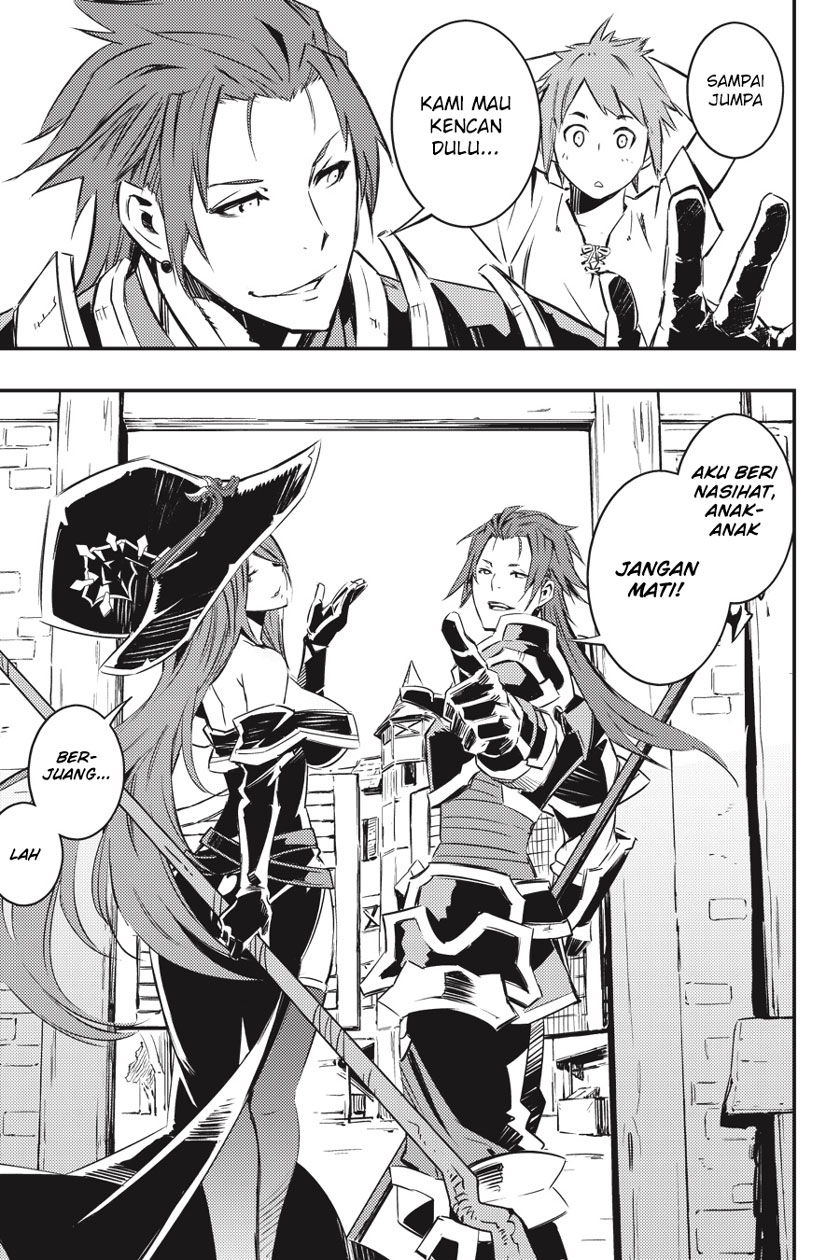 SAMPAI
JUMPA
KAMI MAU
KENCAN
DULU...
AKU BERI
NASIHAT,
ANAK-
ANAK
JANGAN
MATI!
BER-
JUANG...
LAH